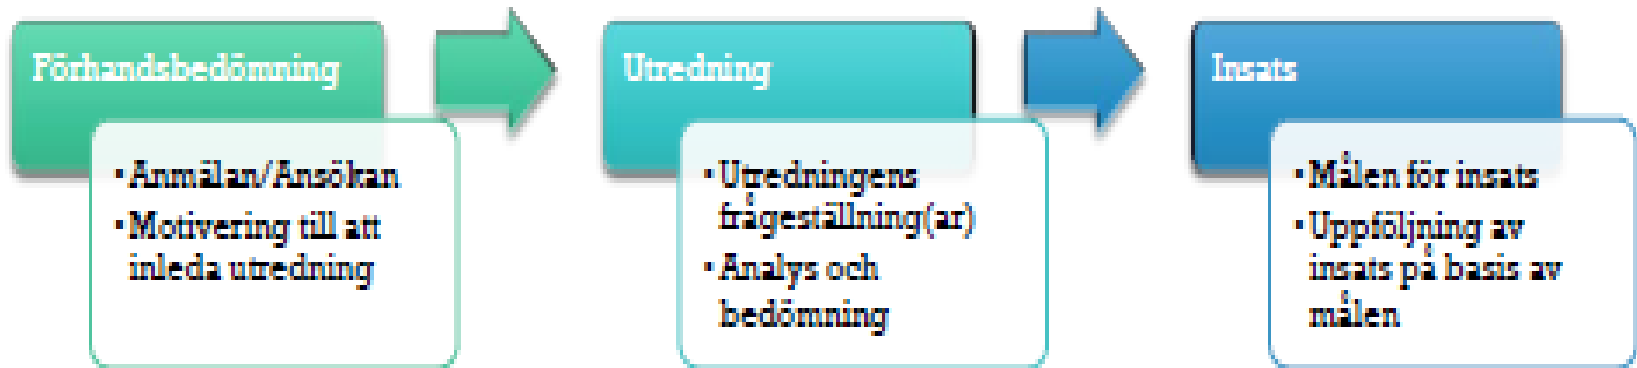 Förhandsbedömning
• Anmälan/Ansökan
• Motivering till att
inleda utredning
Utredning
• Utredningens
frågeställning(ar)
• Analys och
bedömning
Insats
• Målen för insats
• Uppföljning av
insats på basis av
målen